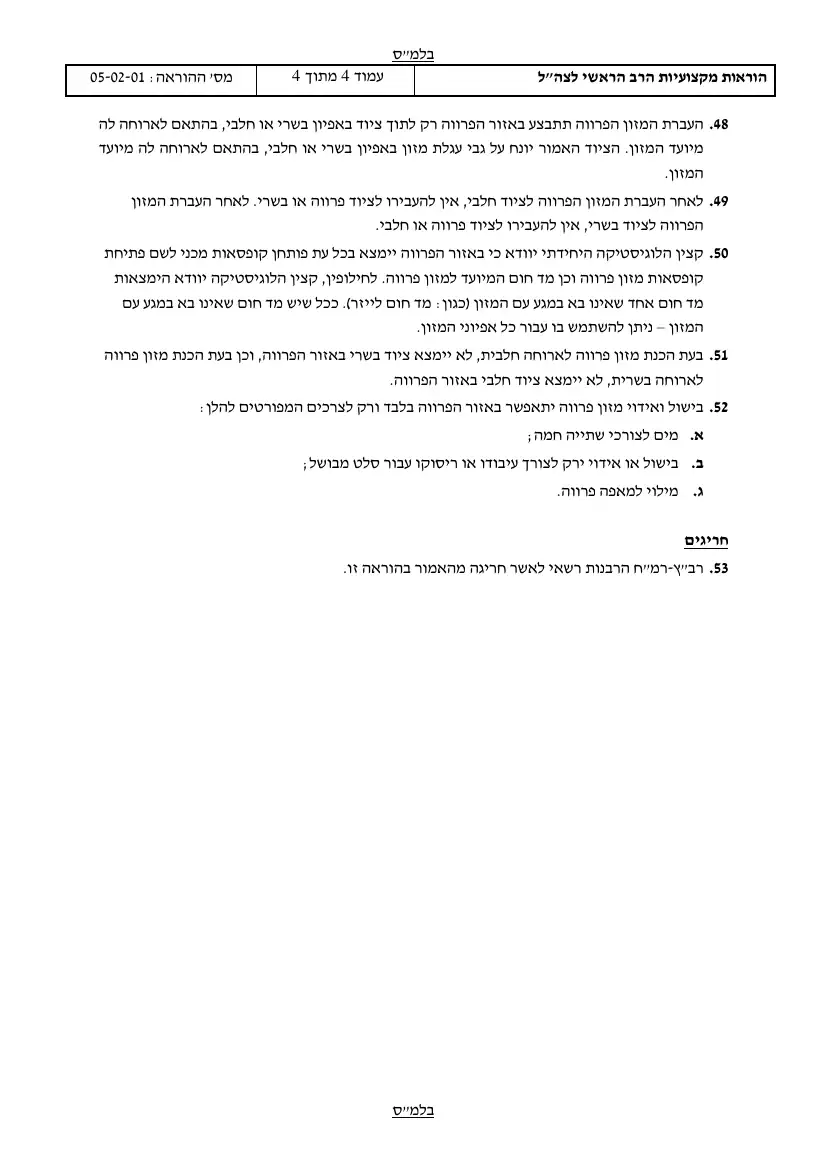 בלמ״ס
הוראות מקצועיות הרב הראשי לצה״ל
עמוד 4 מתוך 4
מס׳ ההוראה: 05-02-01
48. העברת המזון הפרווה תתבצע באזור הפרווה רק לתוך ציוד באפיון בשרי או חלבי, בהתאם לארוחה לה
מיועד המזון. הציוד האמור יונח על גבי עגלת מזון באפיון בשרי או חלבי, בהתאם לארוחה לה מיועד
המזון.
49. לאחר העברת המזון הפרווה לציוד חלבי, אין להעבירו לציוד פרווה או בשרי. לאחר העברת המזון
הפרווה לציוד בשרי, אין להעבירו לציוד פרווה או חלבי.
50. קצין הלוגיסטיקה היחידתי יוודא כי באזור הפרווה יימצא בכל עת פותחן קופסאות מכני לשם פתיחת
קופסאות מזון פרווה וכן מד חום המיועד למזון פרווה. לחילופין, קצין הלוגיסטיקה יוודא הימצאות
מד חום אחד שאינו בא במגע עם המזון (כגון: מד חום לייזר). ככל שיש מד חום שאינו בא במגע עם
המזון – ניתן להשתמש בו עבור כל אפיוני המזון.
51. בעת הכנת מזון פרווה לארוחה חלבית, לא יימצא ציוד בשרי באזור הפרווה, וכן בעת הכנת מזון פרווה
לארוחה בשרית, לא יימצא ציוד חלבי באזור הפרווה.
52. בישול ואידוי מזון פרווה יתאפשר באזור הפרווה בלבד ורק לצרכים המפורטים להלן:
א. מים לצורכי שתייה חמה;
ב. בישול או אידוי ירק לצורך עיבודו או ריסוקו עבור סלט מבושל;
ג. מילוי למאפה פרווה.
חריגים
53. רב״ץ-רמ״ח הרבנות רשאי לאשר חריגה מהאמור בהוראה זו.
בלמ״ס